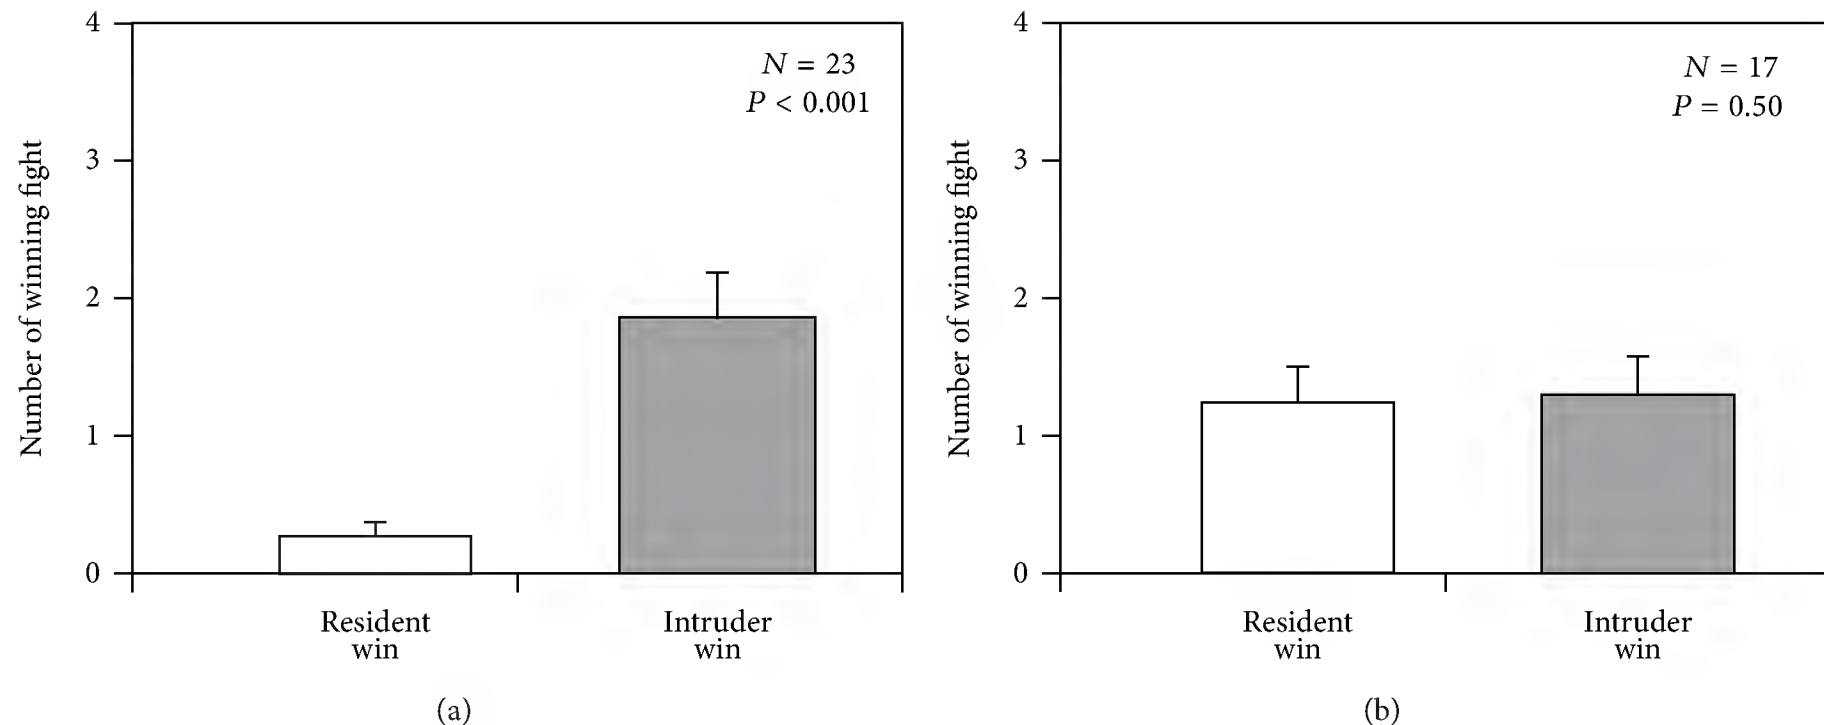 4
3
2
1
0
Number of winning fight
N = 23
P < 0.001
Resident
win
Intruder
win
(a)
4
3
2
1
0
Number of winning fight
N = 17
P = 0.50
Resident
win
Intruder
win
(b)